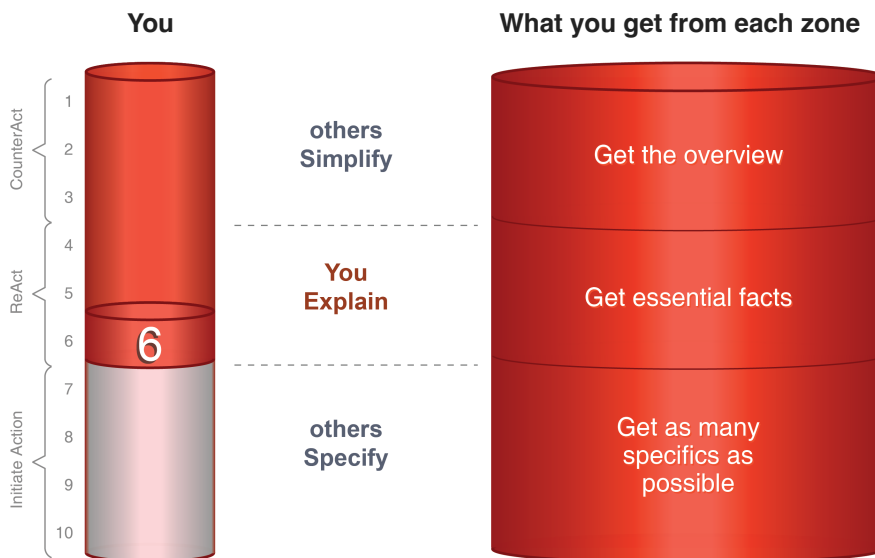 You
What you get from each zone
CounterAct
1
2
3
others
Simplify
Get the overview
ReAct
4
5
6
6
You
Explain
Get essential facts
Initiate Action
7
8
9
10
others
Specify
Get as many
specifics as
possible